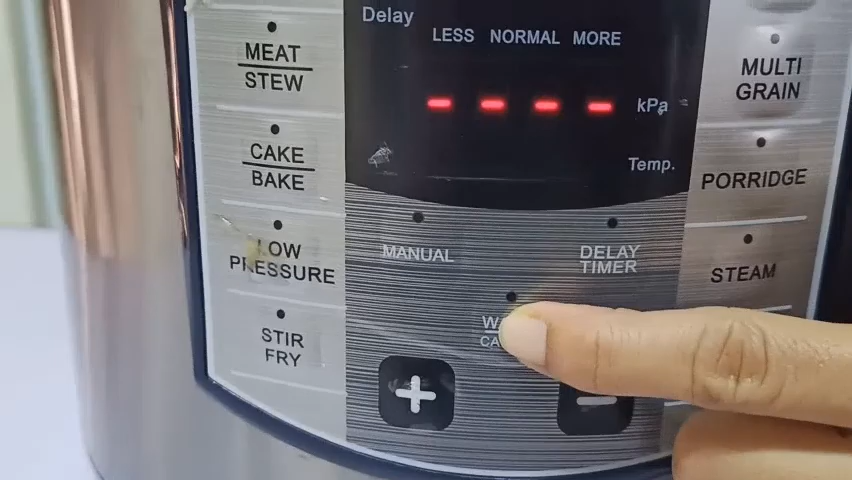 Delay
LESS NORMAL MORE
MEAT
STEW
kPa
MULTI
GRAIN
CAKE
BAKE
Temp.
PORRIDGE
MANUAL
DELAY
TIMER
LOW
PRESSURE
STEAM
STIR
FRY
+
-